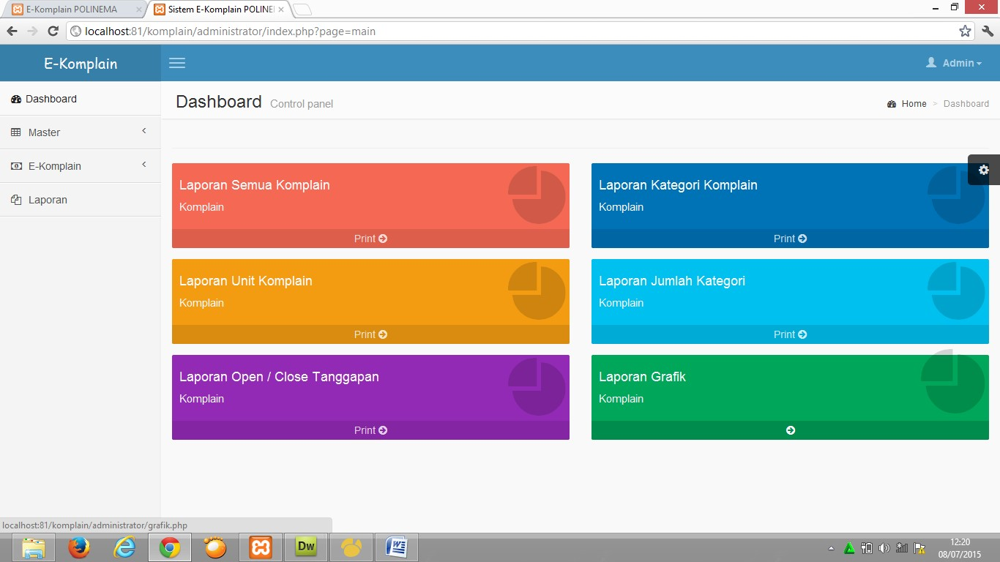 E-Komplain POLINEMA
Sistem E-Komplain POLINE
localhost:81/komplain/administrator/index.php?page=main
E-Komplain
Admin
Dashboard
Master
E-Komplain
Laporan
Dashboard Control panel
Home > Dashboard
Laporan Semua Komplain
Komplain
Print
Laporan Kategori Komplain
Komplain
Print
Laporan Unit Komplain
Komplain
Print
Laporan Jumlah Kategori
Komplain
Print
Laporan Open / Close Tanggapan
Komplain
Print
Laporan Grafik
Komplain
localhost:81/komplain/administrator/grafik.php
Dw
W
12:20
08/07/2015